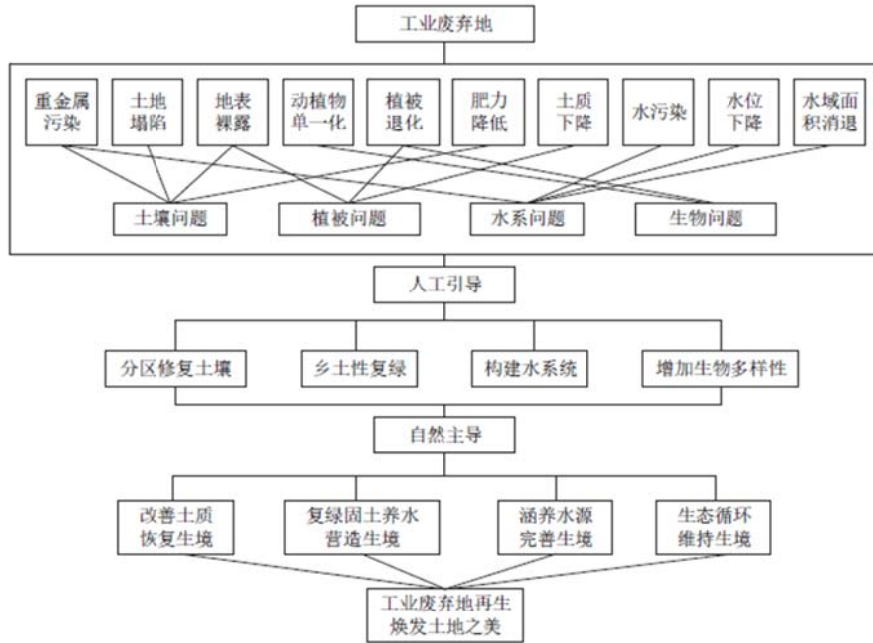 工业废弃地
重金属
污染
土地
塌陷
地表
裸露
动植物
单一化
植被
退化
肥力
降低
土质
下降
水污染
水位
下降
水域面
积消退
土壤问题
植被问题
水系问题
生物问题
人工引导
分区修复土壤
乡土性复绿
构建水系统
增加生物多样性
自然主导
改善土质
恢复生境
复绿固土养水
营造生境
涵养水源
完善生境
生态循环
维持生境
工业废弃地再生
焕发土地之美